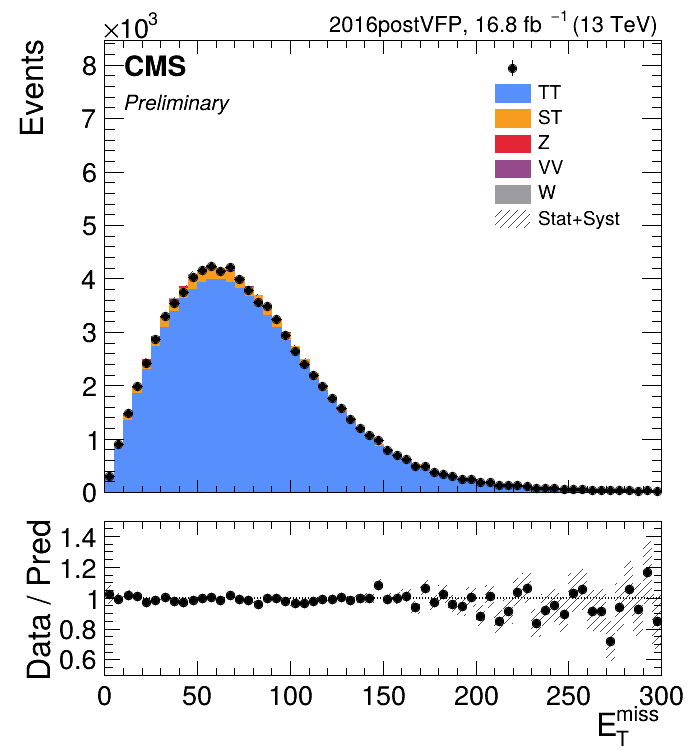 ×10³
2016postVFP, 16.8 fb⁻¹ (13 TeV)
Events
8
7
6
5
4
3
2
1
0
CMS
Preliminary
TT
ST
Z
VV
W
Stat+Syst
Data / Pred
1.4
1.2
1
0.8
0.6
0 50 100 150 200 250 300
E_T^miss